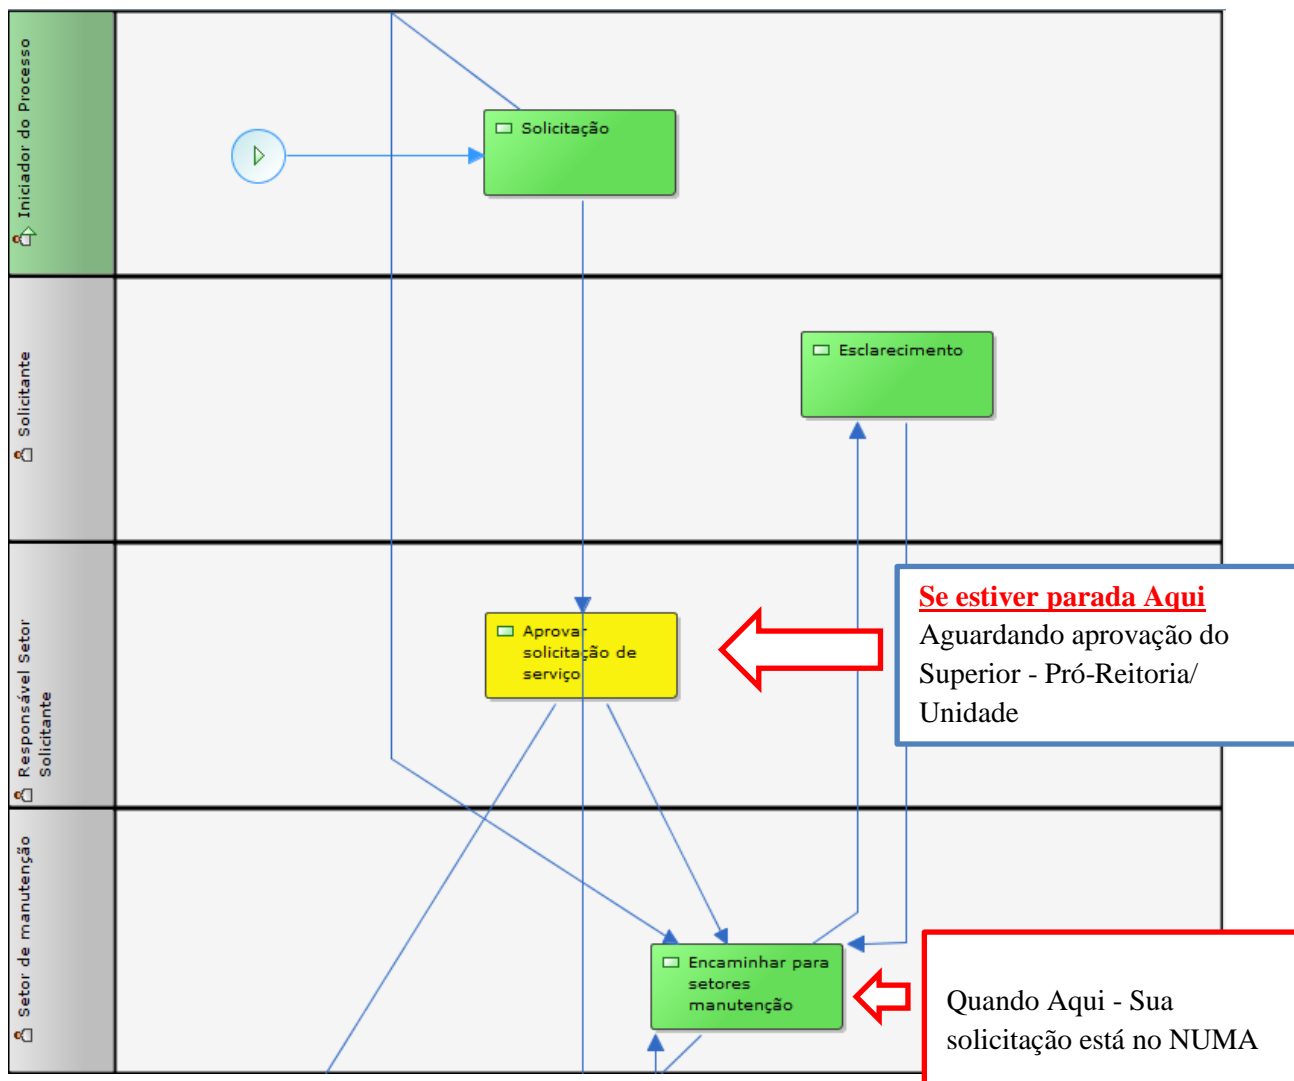 Iniciador do Processo
Solicitação
Solicitante
Esclarecimento
Responsável Setor
Solicitante
Aprovar
solicitação de
serviço
Se estiver parada Aqui
Aguardando aprovação do
Superior - Pró-Reitoria/
Unidade
Setor de manutenção
Encaminhar para
setores
manutenção
Quando Aqui - Sua
solicitação está no NUMA